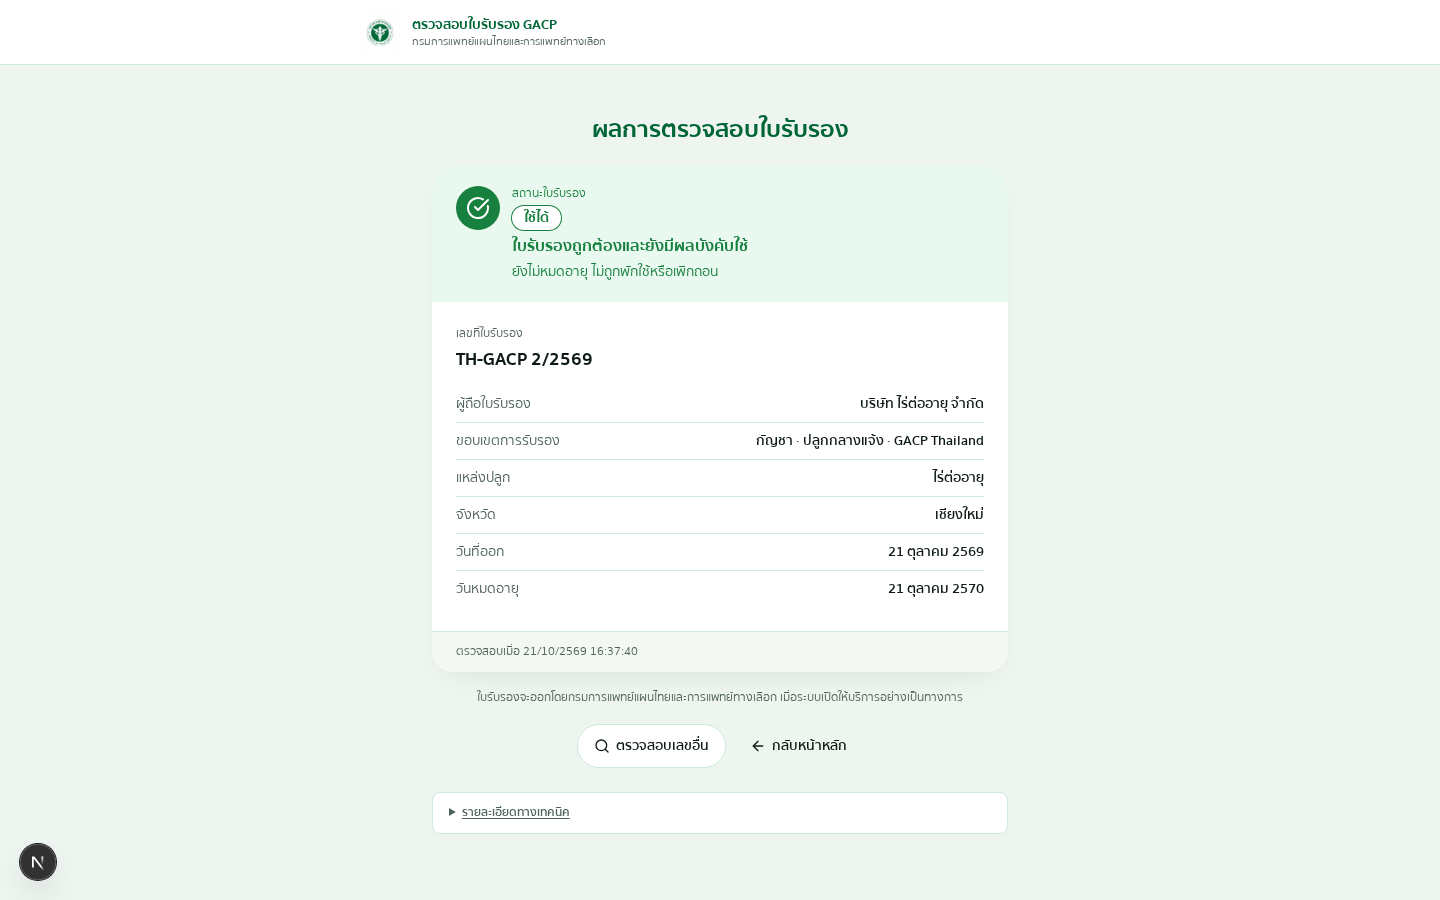 ตรวจสอบใบรับรอง GACP
กรมการแพทย์แผนไทยและการแพทย์ทางเลือก
ผลการตรวจสอบใบรับรอง
สถานะใบรับรอง
ใช้ได้
ใบรับรองถูกต้องและยังมีผลบังคับใช้
ยังไม่หมดอายุ ไม่ถูกพักใช้หรือเพิกถอน
เลขที่ใบรับรอง
TH-GACP 2/2569
ผู้ถือใบรับรอง บริษัท ไร่ต่ออายุ จำกัด
ขอบเขตการรับรอง กัญชา · ปลูกกลางแจ้ง · GACP Thailand
แหล่งปลูก ไร่ต่ออายุ
จังหวัด เชียงใหม่
วันที่ออก 21 ตุลาคม 2569
วันหมดอายุ 21 ตุลาคม 2570
ตรวจสอบเมื่อ 21/10/2569 16:37:40
ใบรับรองจะออกโดยกรมการแพทย์แผนไทยและการแพทย์ทางเลือก เมื่อระบบเปิดให้บริการอย่างเป็นทางการ
ตรวจสอบเลขอื่น กลับหน้าหลัก
รายละเอียดทางเทคนิค
N